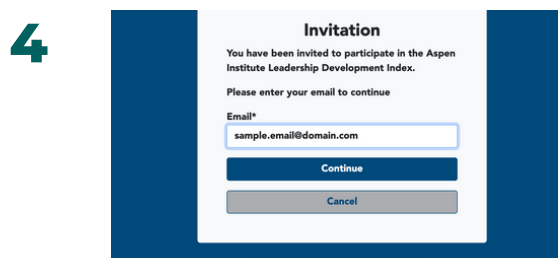 4
Invitation
You have been invited to participate in the Aspen
Institute Leadership Development Index.
Please enter your email to continue
Email*
sample.email@domain.com
Continue
Cancel